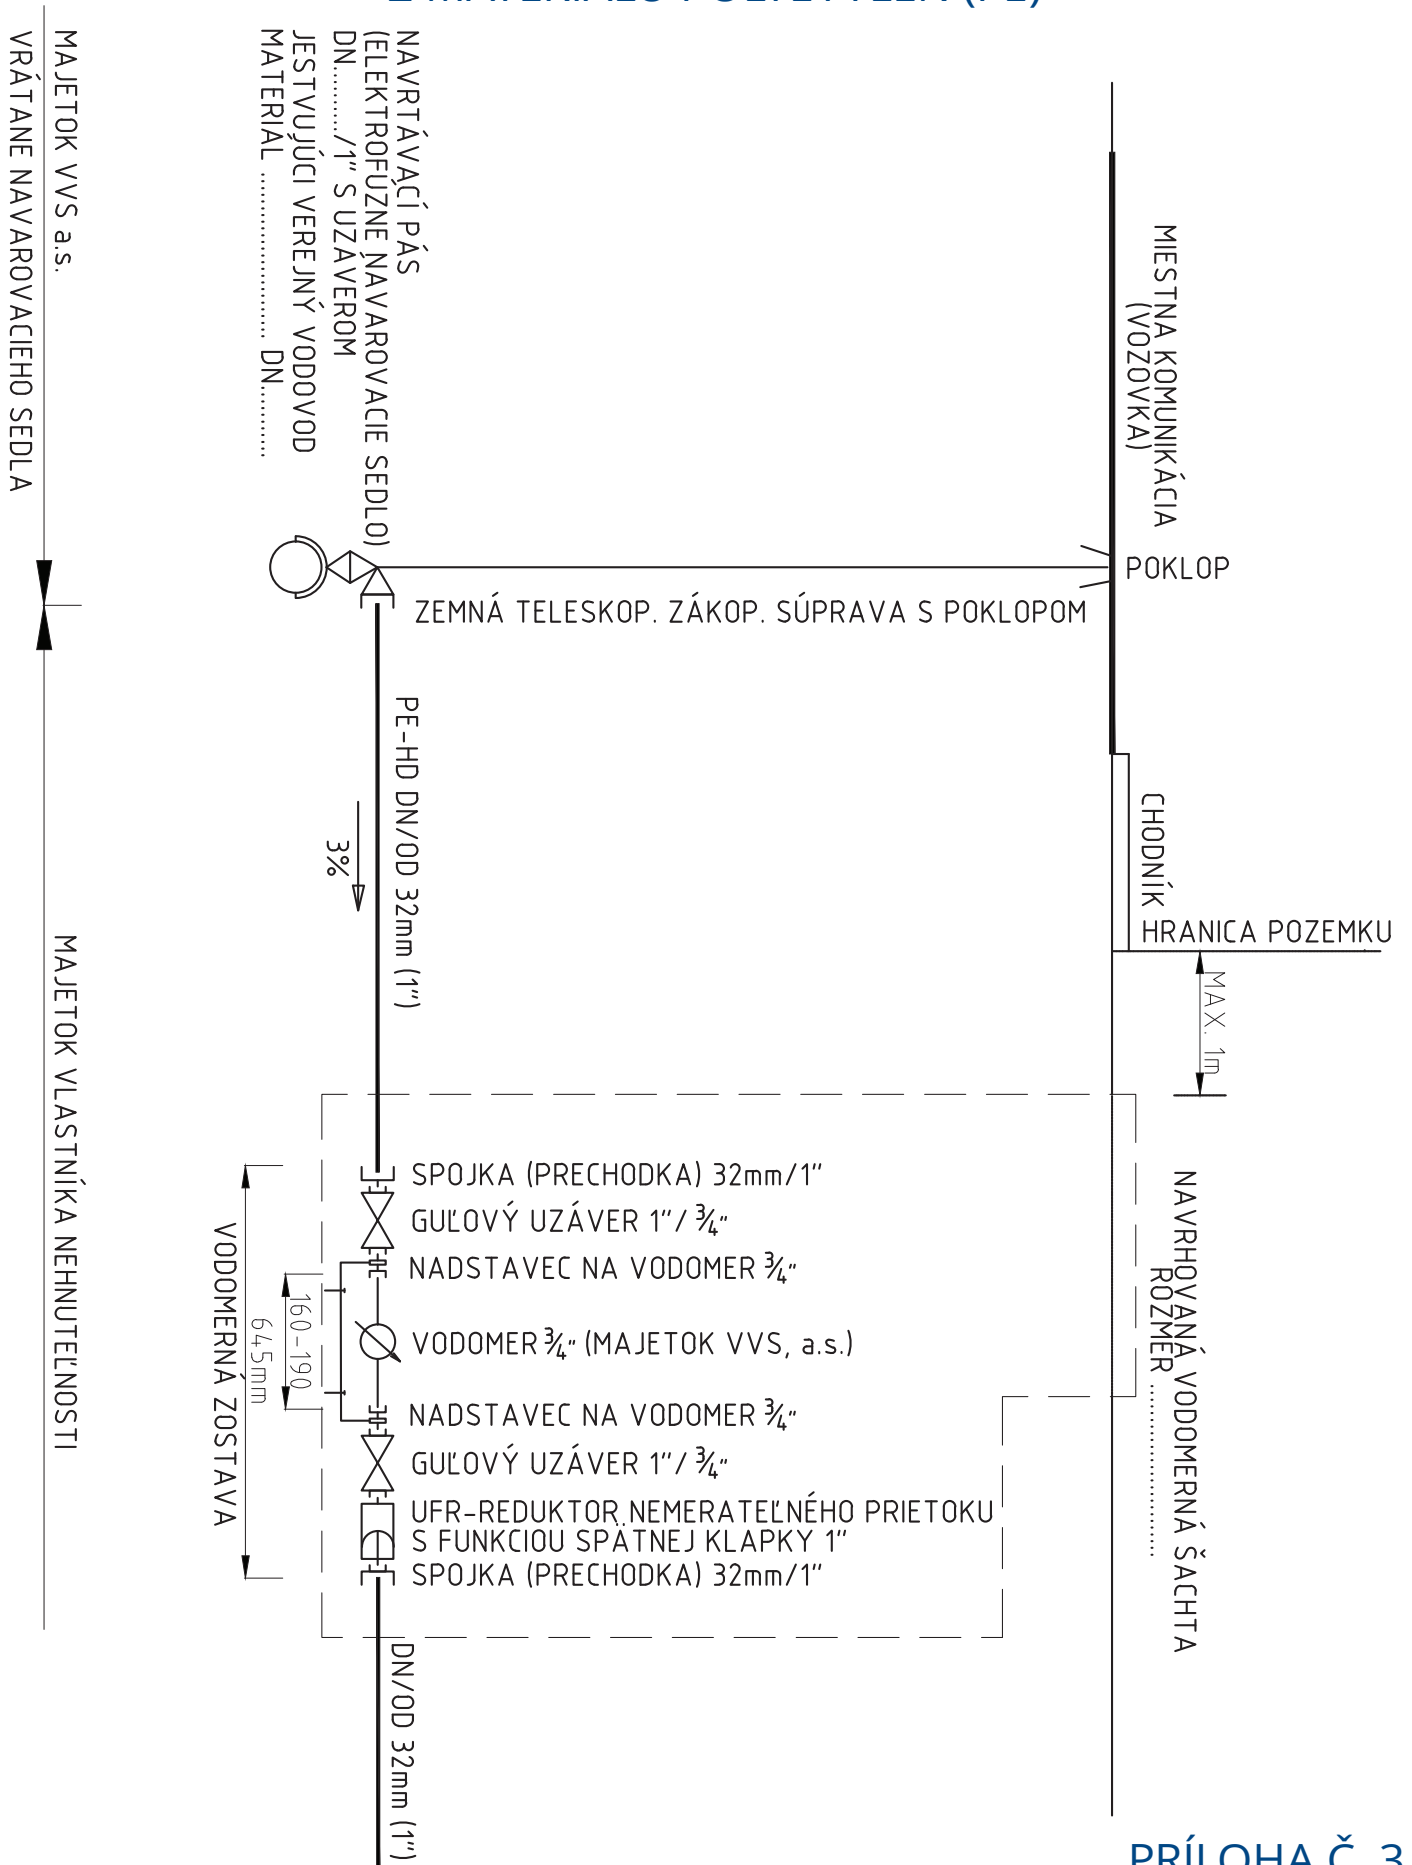 MAJETOK VVS a.s.
VRÁTANE NAVAROVACIEHO SEDLA
NAVRTÁVACÍ PÁS
(ELEKTROFÚZNE NAVAROVACIE SEDLO)
DN........./1" S UZÁVEROM
JESTVUJÚCI VEREJNÝ VODOVOD
MATERIÁL ........................ DN...........
MIESTNA KOMUNIKÁCIA
(VOZOVKA)
POKLOP
ZEMNÁ TELESKOP. ZÁKOP. SÚPRAVA S POKLOPOM
PE-HD DN/OD 32mm (1")
3%
CHODNÍK
HRANICA POZEMKU
MAX. 1m
MAJETOK VLASTNÍKA NEHNUTEĽNOSTI
NAVRHOVANÁ VODOMERNÁ ŠACHTA
ROZMER .........................
SPOJKA (PRECHODKA) 32mm/1"
GUĽOVÝ UZÁVER 1"/ ¾"
NADSTAVEC NA VODOMER ¾"
VODOMER ¾" (MAJETOK VVS, a.s.)
NADSTAVEC NA VODOMER ¾"
GUĽOVÝ UZÁVER 1"/ ¾"
UFR-REDUKTOR NEMERATEĽNÉHO PRIETOKU
S FUNKCIOU SPÄTNEJ KLAPKY 1"
SPOJKA (PRECHODKA) 32mm/1"
160-190
645mm
VODOMERNÁ ZOSTAVA
DN/OD 32mm (1")
PRÍLOHA Č. 3